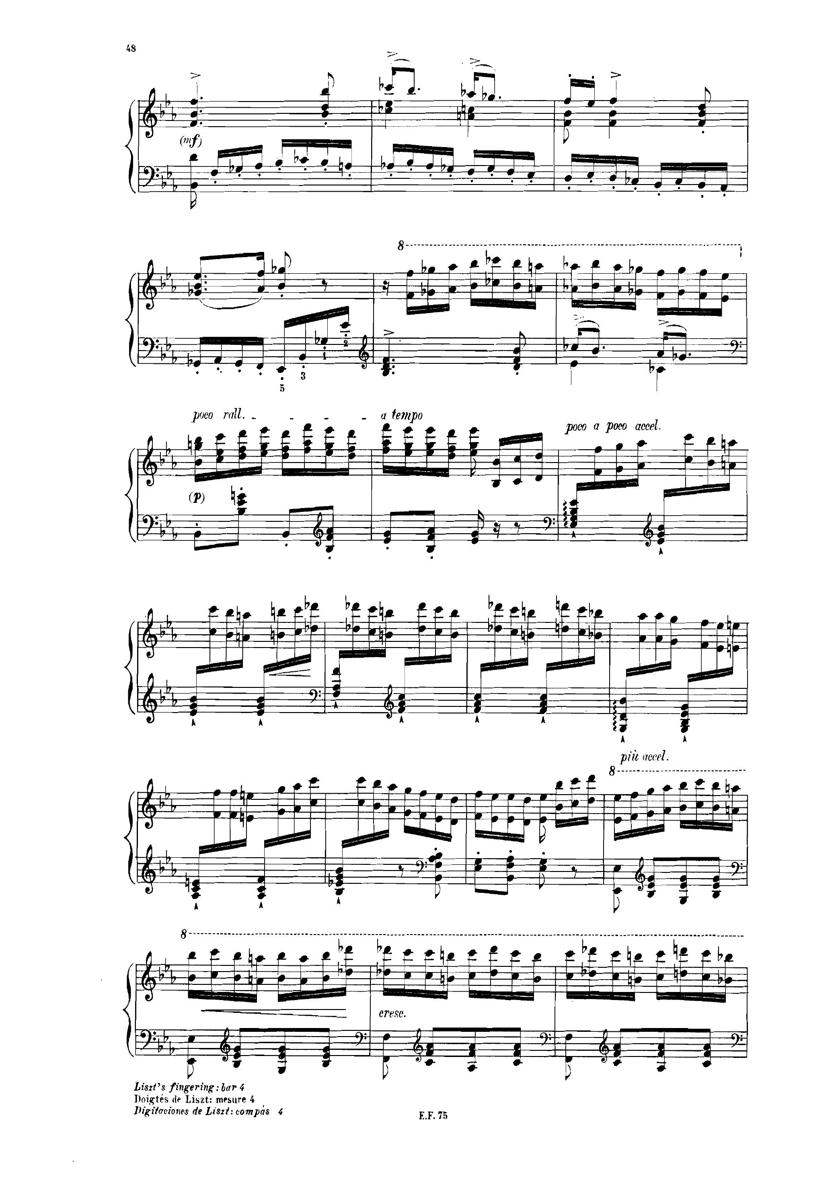 48
(mf)
8
5 3 1 2
poco rall. - - - - a tempo
poco a poco accel.
(p)
più accel.
8
8
cresc.
Liszt's fingering: bar 4
Doigtés de Liszt: mesure 4
Digitaciones de Liszt: compás 4
E.F. 75